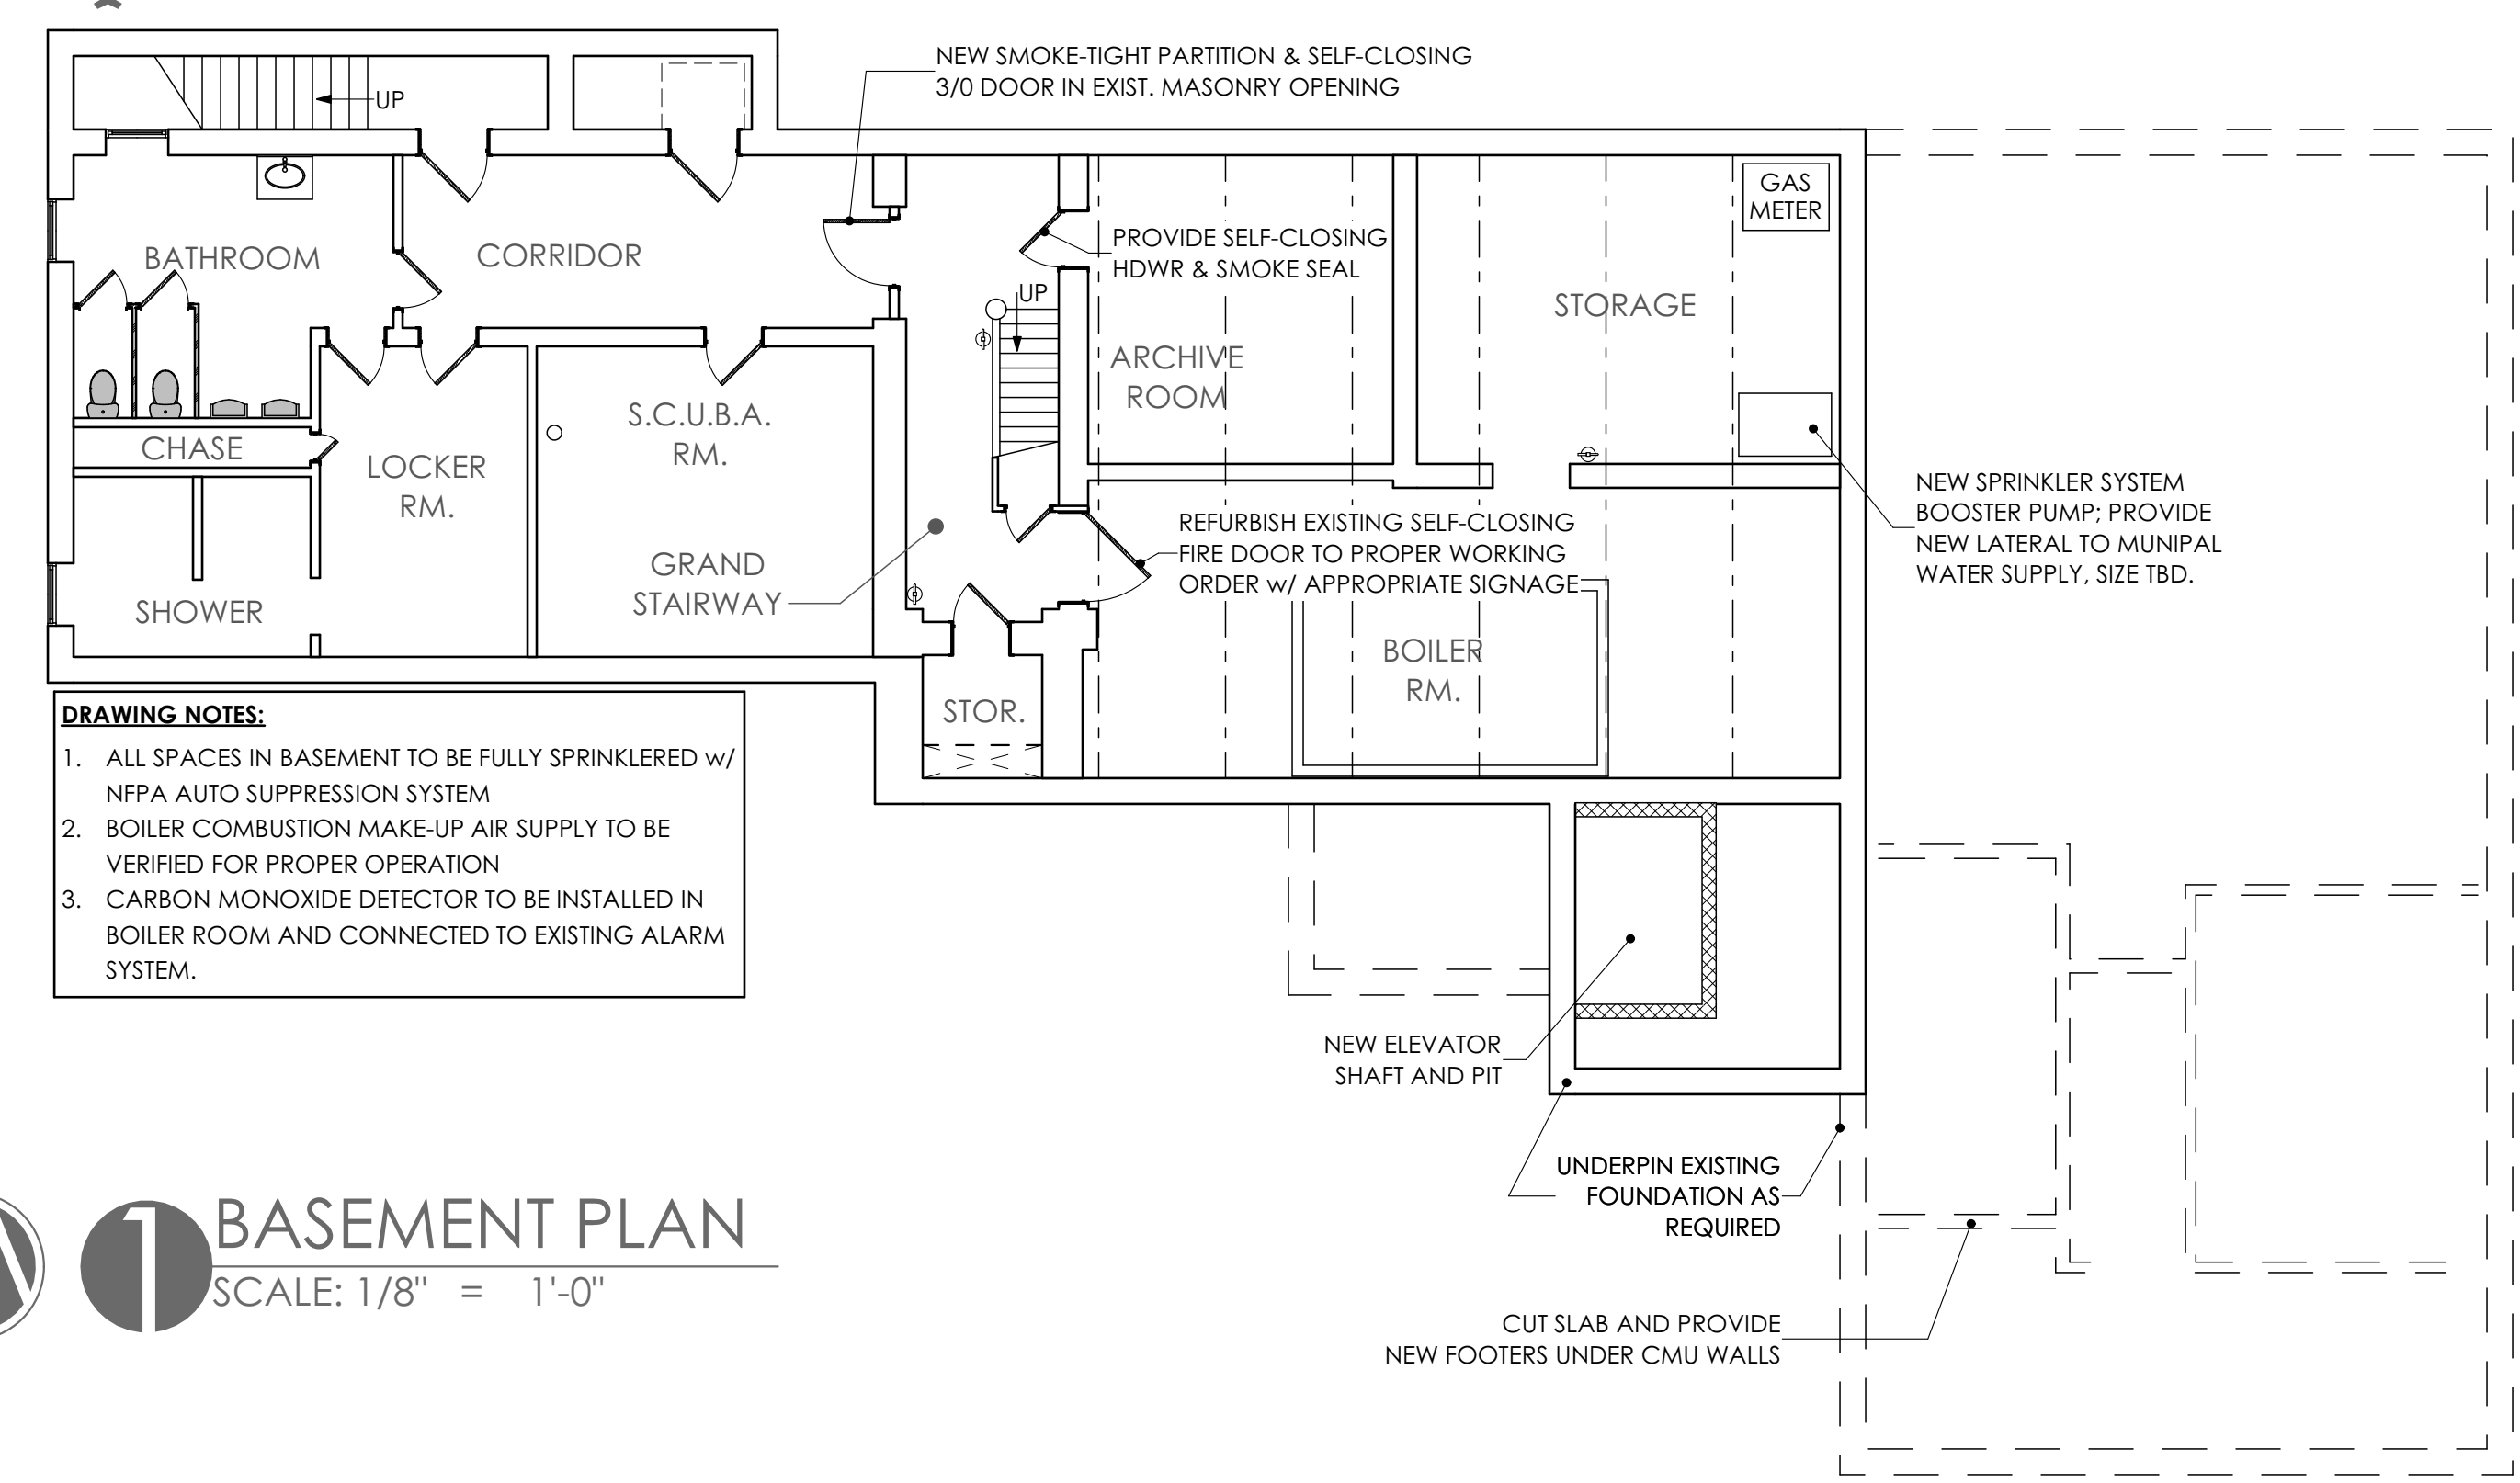 NEW SMOKE-TIGHT PARTITION & SELF-CLOSING
3/0 DOOR IN EXIST. MASONRY OPENING
UP
GAS
METER
BATHROOM
CORRIDOR
PROVIDE SELF-CLOSING
HDWR & SMOKE SEAL
UP
STORAGE
ARCHIVE
ROOM
S.C.U.B.A.
RM.
CHASE
LOCKER
RM.
NEW SPRINKLER SYSTEM
BOOSTER PUMP; PROVIDE
NEW LATERAL TO MUNIPAL
WATER SUPPLY, SIZE TBD.
REFURBISH EXISTING SELF-CLOSING
FIRE DOOR TO PROPER WORKING
ORDER w/ APPROPRIATE SIGNAGE
GRAND
STAIRWAY
SHOWER
BOILER
RM.
STOR.
DRAWING NOTES:
1. ALL SPACES IN BASEMENT TO BE FULLY SPRINKLERED w/
NFPA AUTO SUPPRESSION SYSTEM
2. BOILER COMBUSTION MAKE-UP AIR SUPPLY TO BE
VERIFIED FOR PROPER OPERATION
3. CARBON MONOXIDE DETECTOR TO BE INSTALLED IN
BOILER ROOM AND CONNECTED TO EXISTING ALARM
SYSTEM.
NEW ELEVATOR
SHAFT AND PIT
UNDERPIN EXISTING
FOUNDATION AS
REQUIRED
1 BASEMENT PLAN
SCALE: 1/8" = 1'-0"
CUT SLAB AND PROVIDE
NEW FOOTERS UNDER CMU WALLS